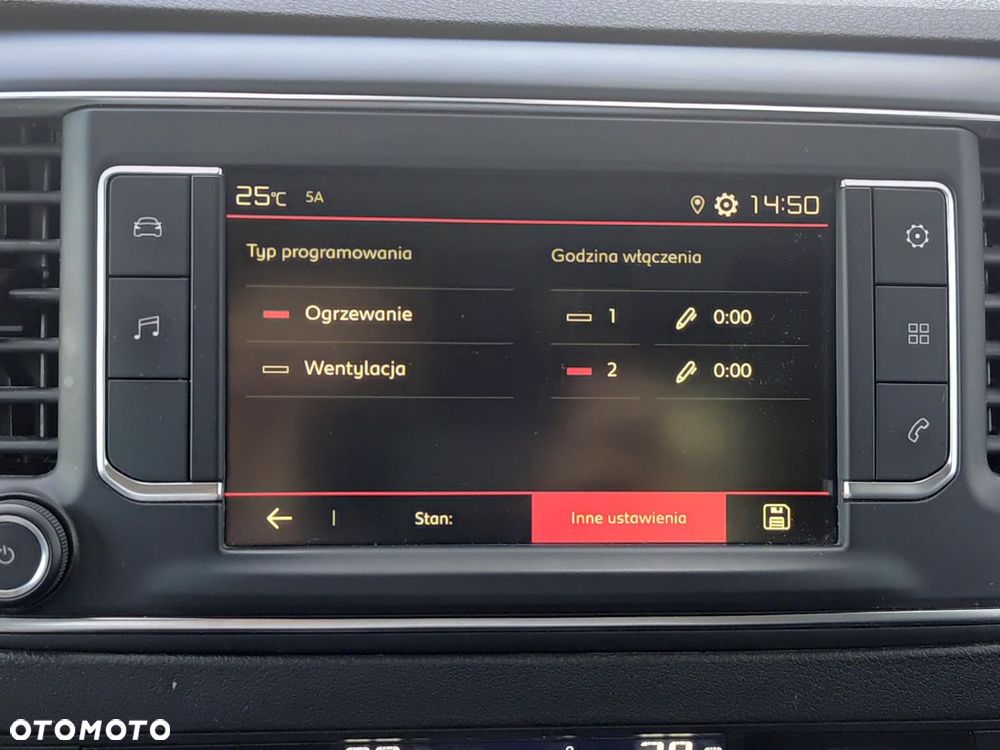 25°C 5A 14:50
Typ programowania
Godzina włączenia
Ogrzewanie
1 0:00
Wentylacja
2 0:00
Stan: Inne ustawienia
OTOMOTO